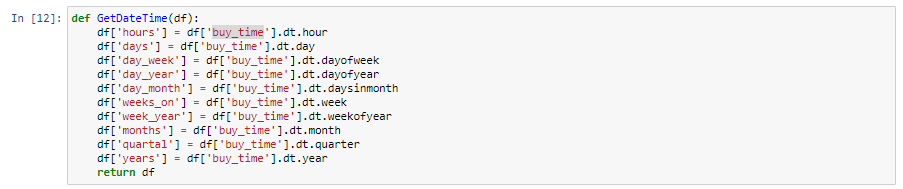 In [12]: def GetDateTime(df):
df['hours'] = df['buy_time'].dt.hour
df['days'] = df['buy_time'].dt.day
df['day_week'] = df['buy_time'].dt.dayofweek
df['day_year'] = df['buy_time'].dt.dayofyear
df['day_month'] = df['buy_time'].dt.daysinmonth
df['weeks_on'] = df['buy_time'].dt.week
df['week_year'] = df['buy_time'].dt.weekofyear
df['months'] = df['buy_time'].dt.month
df['quartal'] = df['buy_time'].dt.quarter
df['years'] = df['buy_time'].dt.year
return df